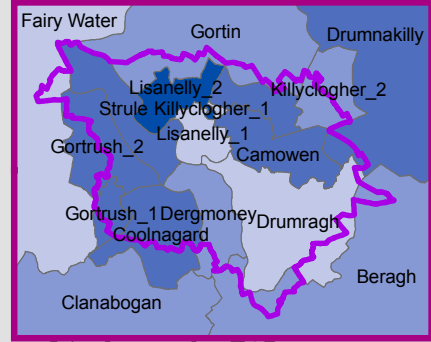 Fairy Water
Gortin
Drumnakilly
Lisanelly_2
Killyclogher_2
Strule Killyclogher_1
Lisanelly_1
Gortrush_2
Camowen
Gortrush_1 Dergmoney
Drumragh
Coolnagard
Beragh
Clanabogan